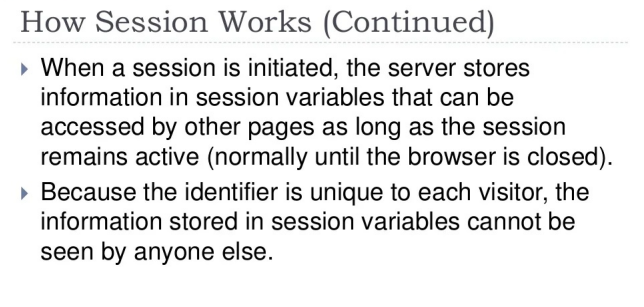 How Session Works (Continued)
When a session is initiated, the server stores
information in session variables that can be
accessed by other pages as long as the session
remains active (normally until the browser is closed).
Because the identifier is unique to each visitor, the
information stored in session variables cannot be
seen by anyone else.